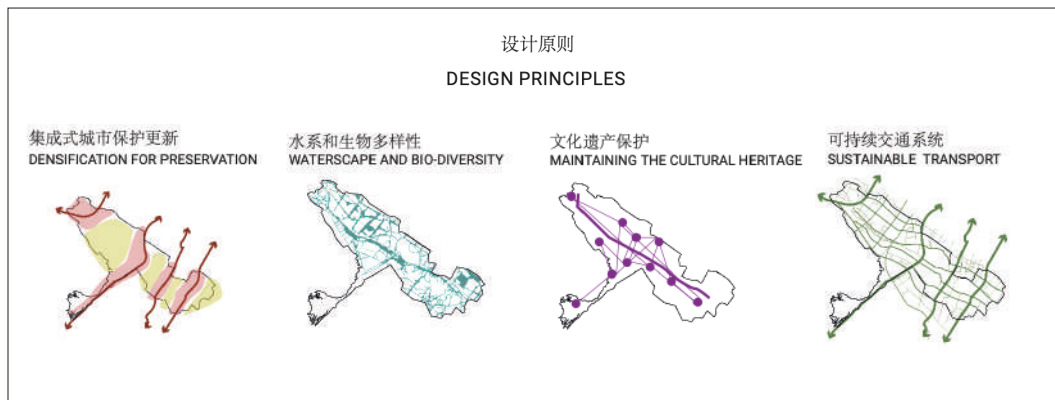 设计原则
DESIGN PRINCIPLES
集成式城市保护更新
DENSIFICATION FOR PRESERVATION
水系和生物多样性
WATERSCAPE AND BIO-DIVERSITY
文化遗产保护
MAINTAINING THE CULTURAL HERITAGE
可持续交通系统
SUSTAINABLE TRANSPORT